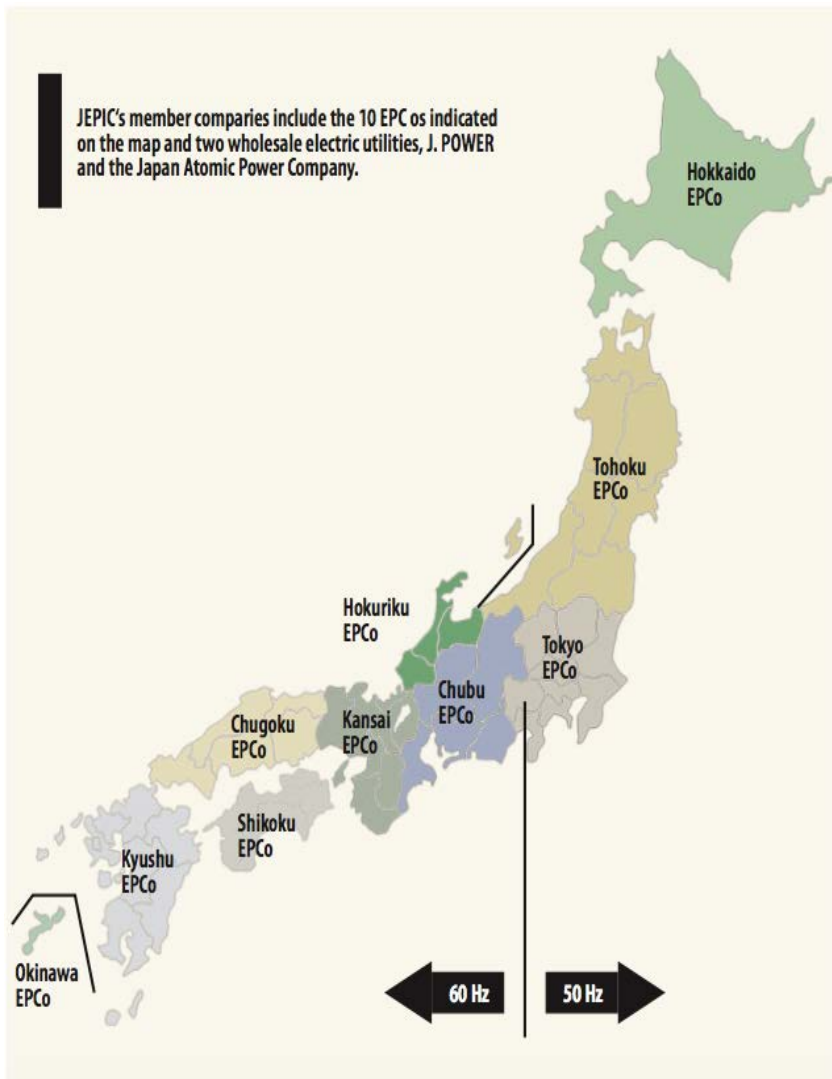 JEPIC's member comparies include the 10 EPC os indicated
on the map and two wholesale electric utilities, J. POWER
and the Japan Atomic Power Company.
Hokkaido
EPCo
Tohoku
EPCo
Hokuriku
EPCo
Tokyo
EPCo
Chubu
EPCo
Kansai
EPCo
Chugoku
EPCo
Shikoku
EPCo
Kyushu
EPCo
Okinawa
EPCo
60 Hz
50 Hz